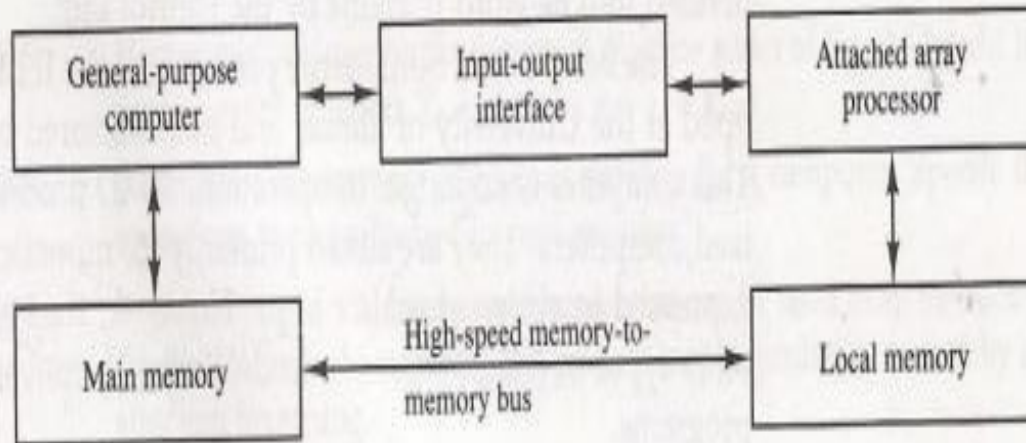 General-purpose
computer
Input-output
interface
Attached array
processor
Main memory
High-speed memory-to-
memory bus
Local memory